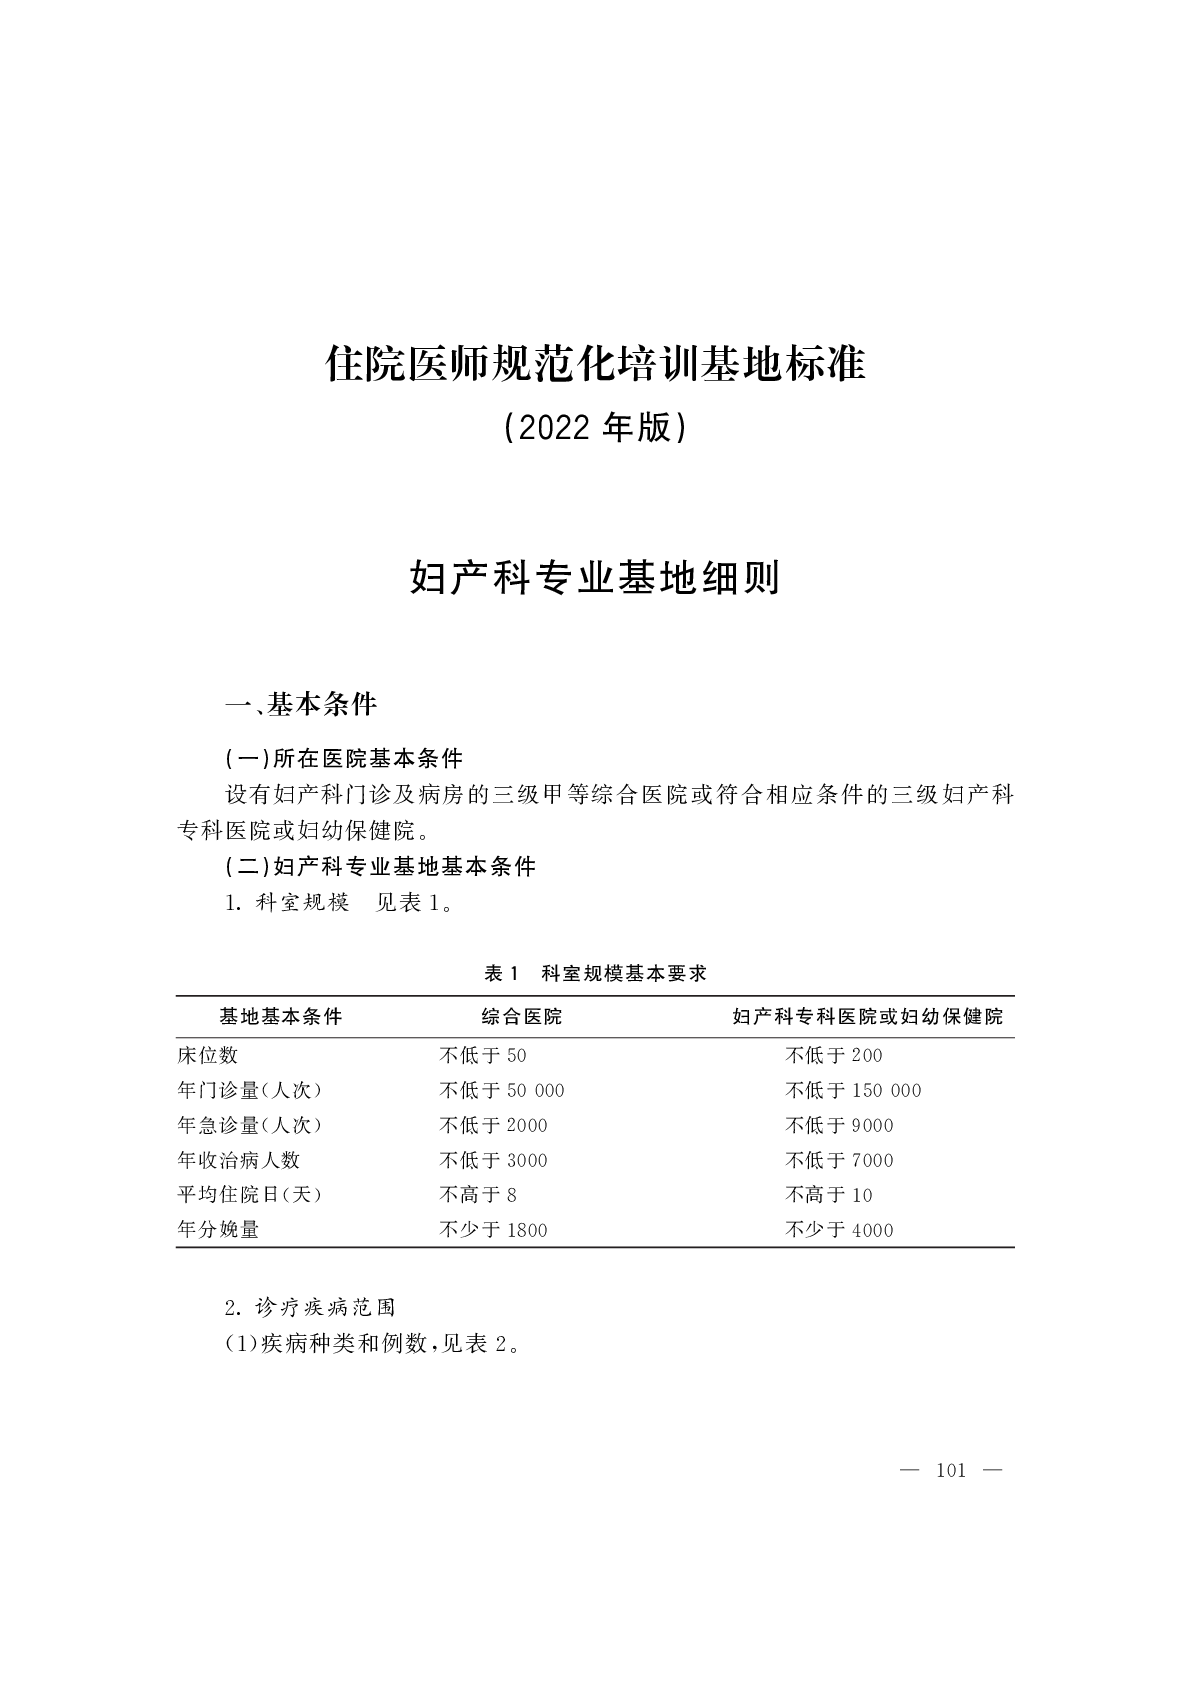 住院医师规范化培训基地标准
(2022 年版)
妇产科专业基地细则
一、基本条件
(一)所在医院基本条件
设有妇产科门诊及病房的三级甲等综合医院或符合相应条件的三级妇产科
专科医院或妇幼保健院。
(二)妇产科专业基地基本条件
1. 科室规模　见表 1。
表 1　科室规模基本要求
基地基本条件　综合医院　妇产科专科医院或妇幼保健院
床位数　不低于 50　不低于 200
年门诊量(人次)　不低于 50 000　不低于 150 000
年急诊量(人次)　不低于 2000　不低于 9000
年收治病人数　不低于 3000　不低于 7000
平均住院日(天)　不高于 8　不高于 10
年分娩量　不少于 1800　不少于 4000
2. 诊疗疾病范围
(1)疾病种类和例数,见表 2。
— 101 —